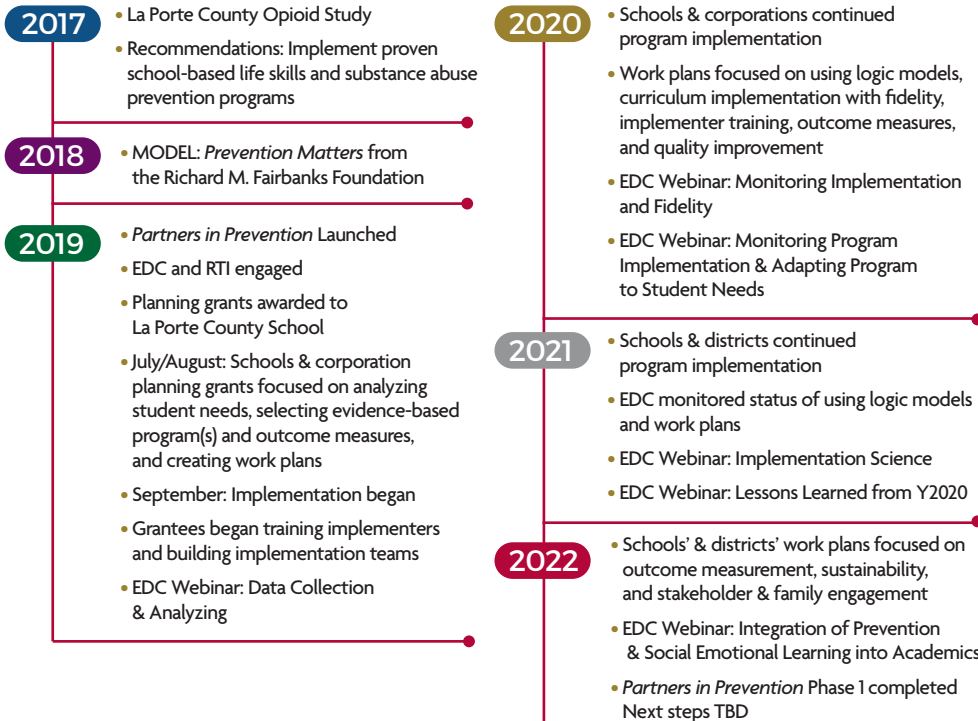 2017
• La Porte County Opioid Study
• Recommendations: Implement proven
school-based life skills and substance abuse
prevention programs
2018
• MODEL: Prevention Matters from
the Richard M. Fairbanks Foundation
2019
• Partners in Prevention Launched
• EDC and RTI engaged
• Planning grants awarded to
La Porte County School
• July/August: Schools & corporation
planning grants focused on analyzing
student needs, selecting evidence-based
program(s) and outcome measures,
and creating work plans
• September: Implementation began
• Grantees began training implementers
and building implementation teams
• EDC Webinar: Data Collection
& Analyzing
2020
• Schools & corporations continued
program implementation
• Work plans focused on using logic models,
curriculum implementation with fidelity,
implementer training, outcome measures,
and quality improvement
• EDC Webinar: Monitoring Implementation
and Fidelity
• EDC Webinar: Monitoring Program
Implementation & Adapting Program
to Student Needs
2021
• Schools & districts continued
program implementation
• EDC monitored status of using logic models
and work plans
• EDC Webinar: Implementation Science
• EDC Webinar: Lessons Learned from Y2020
2022
• Schools' & districts' work plans focused on
outcome measurement, sustainability,
and stakeholder & family engagement
• EDC Webinar: Integration of Prevention
& Social Emotional Learning into Academics
• Partners in Prevention Phase 1 completed
Next steps TBD